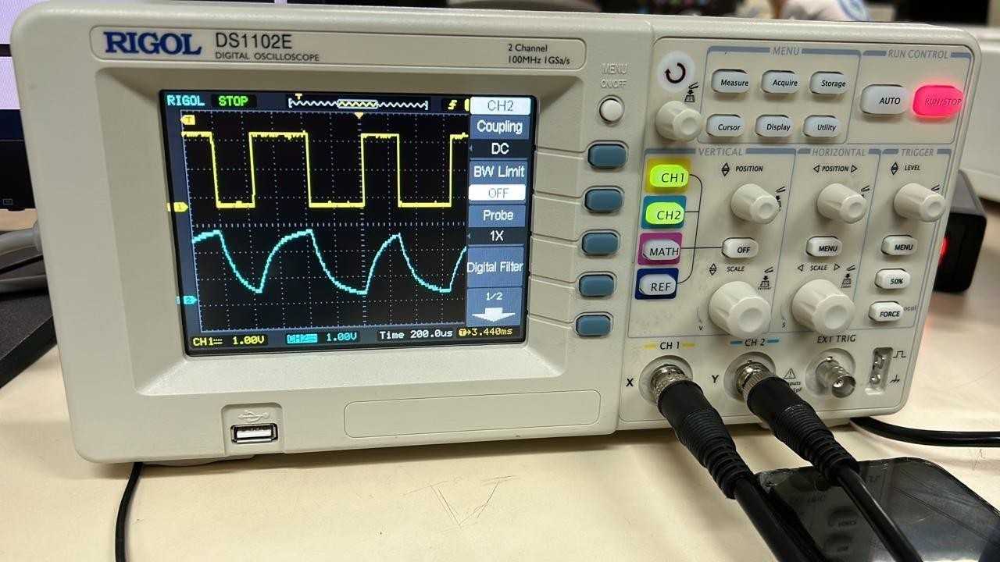 RIGOL DS1102E
DIGITAL OSCILLOSCOPE
2 Channel
100MHz 1GSa/s
MENU
ON/OFF
RIGOL STOP
T
CH2
Coupling
DC
BW Limit
OFF
Probe
1X
Digital Filter
1/2
1
2
CH1 1.00V CH2 1.00V Time 200.0us T→3.440ms
MENU
Measure Acquire Storage
Cursor Display Utility
RUN CONTROL
AUTO RUN/STOP
VERTICAL
CH1
CH2
MATH
REF
POSITION
OFF
SCALE
HORIZONTAL
POSITION
MENU
SCALE
TRIGGER
LEVEL
MENU
50%
FORCE
CH 1
X
CH 2
Y
EXT TRIG